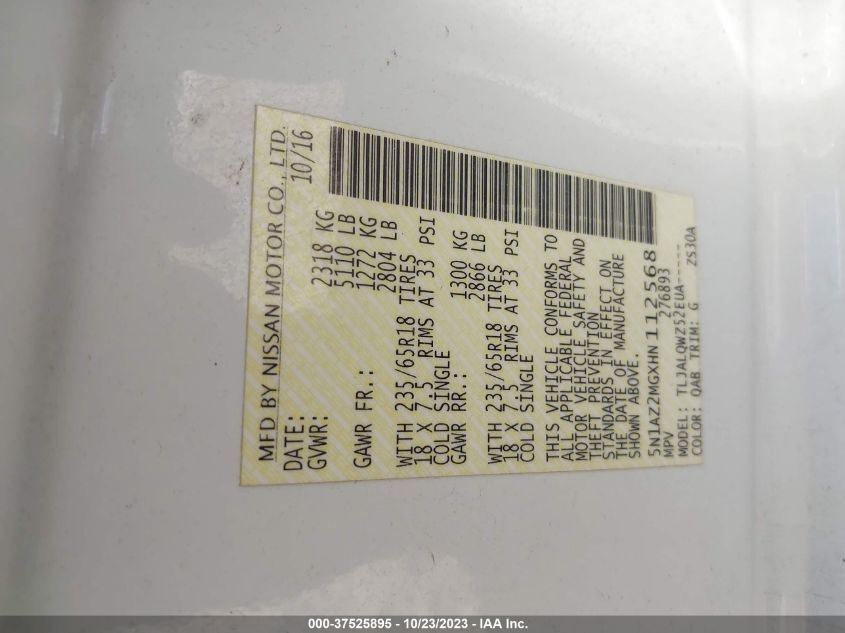 MFD BY NISSAN MOTOR CO., LTD.
DATE: 10/16
GVWR: 2318 KG
5110 LB
GAWR FR.: 1272 KG
2804 LB
WITH 235/65R18 TIRES
18 X 7.5 RIMS AT 33 PSI
COLD SINGLE
GAWR RR.: 1300 KG
2866 LB
WITH 235/65R18 TIRES
18 X 7.5 RIMS AT 33 PSI
COLD SINGLE
THIS VEHICLE CONFORMS TO
ALL APPLICABLE FEDERAL
MOTOR VEHICLE SAFETY AND
THEFT PREVENTION
STANDARDS IN EFFECT ON
THE DATE OF MANUFACTURE
SHOWN ABOVE.
5N1AZ2MGXHN112568
MPV 276893
MODEL: TLJALQWZ52EUA-----
COLOR: QAB TRIM: G ZS30A
000-37525895 - 10/23/2023 - IAA Inc.